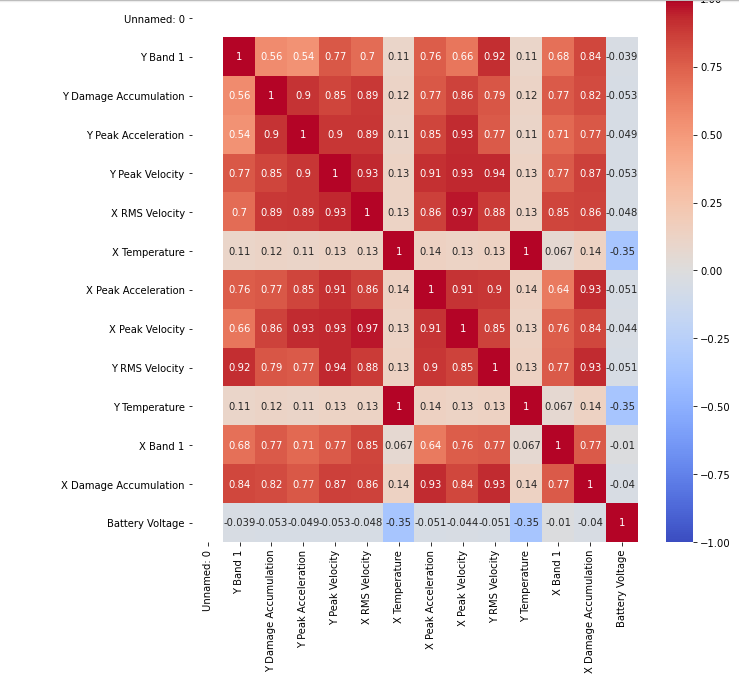 1.00
Unnamed: 0
Y Band 1 1 0.56 0.54 0.77 0.7 0.11 0.76 0.66 0.92 0.11 0.68 0.84 -0.039
0.75
Y Damage Accumulation 0.56 1 0.9 0.85 0.89 0.12 0.77 0.86 0.79 0.12 0.77 0.82 -0.053
Y Peak Acceleration 0.54 0.9 1 0.9 0.89 0.11 0.85 0.93 0.77 0.11 0.71 0.77 -0.049
0.50
Y Peak Velocity 0.77 0.85 0.9 1 0.93 0.13 0.91 0.93 0.94 0.13 0.77 0.87 -0.053
0.25
X RMS Velocity 0.7 0.89 0.89 0.93 1 0.13 0.86 0.97 0.88 0.13 0.85 0.86 -0.048
X Temperature 0.11 0.12 0.11 0.13 0.13 1 0.14 0.13 0.13 1 0.067 0.14 -0.35
0.00
X Peak Acceleration 0.76 0.77 0.85 0.91 0.86 0.14 1 0.91 0.9 0.14 0.64 0.93 -0.051
X Peak Velocity 0.66 0.86 0.93 0.93 0.97 0.13 0.91 1 0.85 0.13 0.76 0.84 -0.044
−0.25
Y RMS Velocity 0.92 0.79 0.77 0.94 0.88 0.13 0.9 0.85 1 0.13 0.77 0.93 -0.051
Y Temperature 0.11 0.12 0.11 0.13 0.13 1 0.14 0.13 0.13 1 0.067 0.14 -0.35
−0.50
X Band 1 0.68 0.77 0.71 0.77 0.85 0.067 0.64 0.76 0.77 0.067 1 0.77 -0.01
−0.75
X Damage Accumulation 0.84 0.82 0.77 0.87 0.86 0.14 0.93 0.84 0.93 0.14 0.77 1 -0.04
Battery Voltage -0.039 -0.053 -0.049 -0.053 -0.048 -0.35 -0.051 -0.044 -0.051 -0.35 -0.01 -0.04 1
−1.00
Unnamed: 0
Y Band 1
Y Damage Accumulation
Y Peak Acceleration
Y Peak Velocity
X RMS Velocity
X Temperature
X Peak Acceleration
X Peak Velocity
Y RMS Velocity
Y Temperature
X Band 1
X Damage Accumulation
Battery Voltage